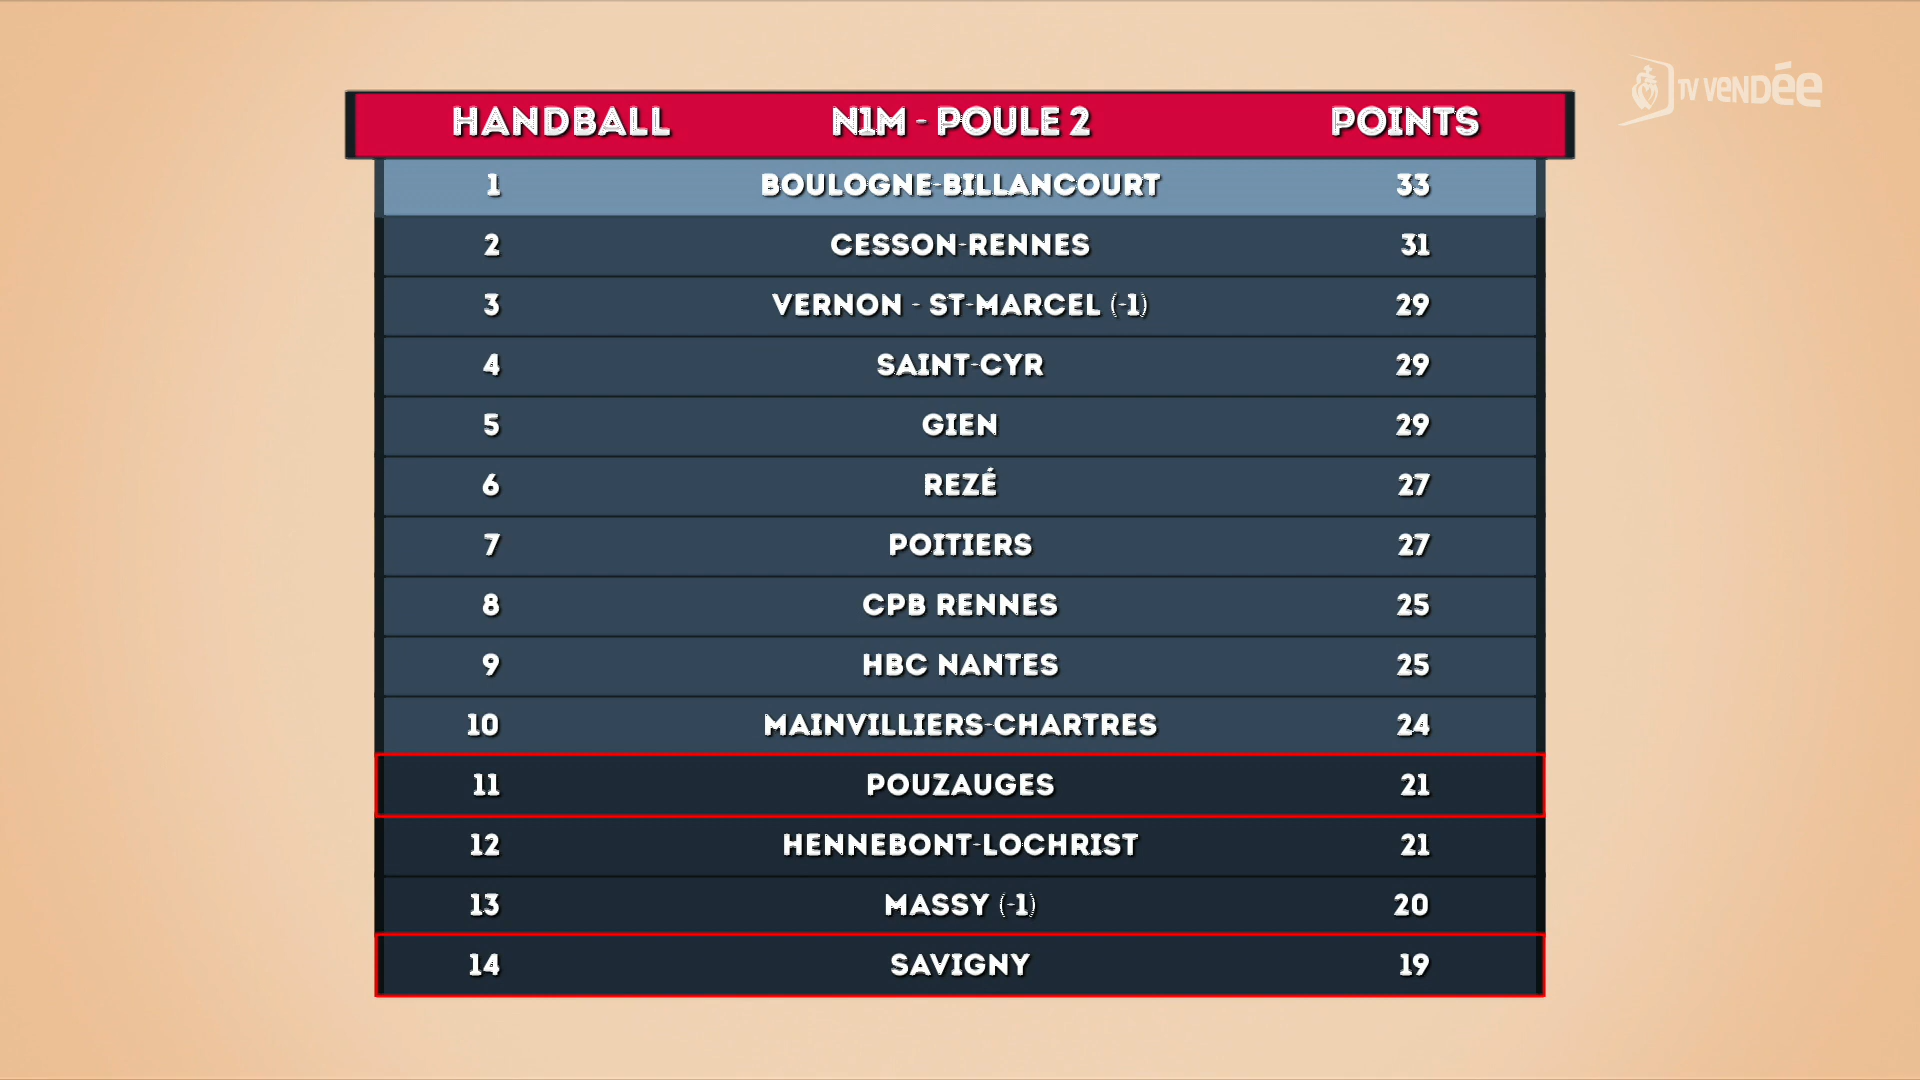 TV VENDÉE
HANDBALL N1M - POULE 2 POINTS
1 BOULOGNE-BILLANCOURT 33
2 CESSON-RENNES 31
3 VERNON - ST-MARCEL (-1) 29
4 SAINT-CYR 29
5 GIEN 29
6 REZÉ 27
7 POITIERS 27
8 CPB RENNES 25
9 HBC NANTES 25
10 MAINVILLIERS-CHARTRES 24
11 POUZAUGES 21
12 HENNEBONT-LOCHRIST 21
13 MASSY (-1) 20
14 SAVIGNY 19